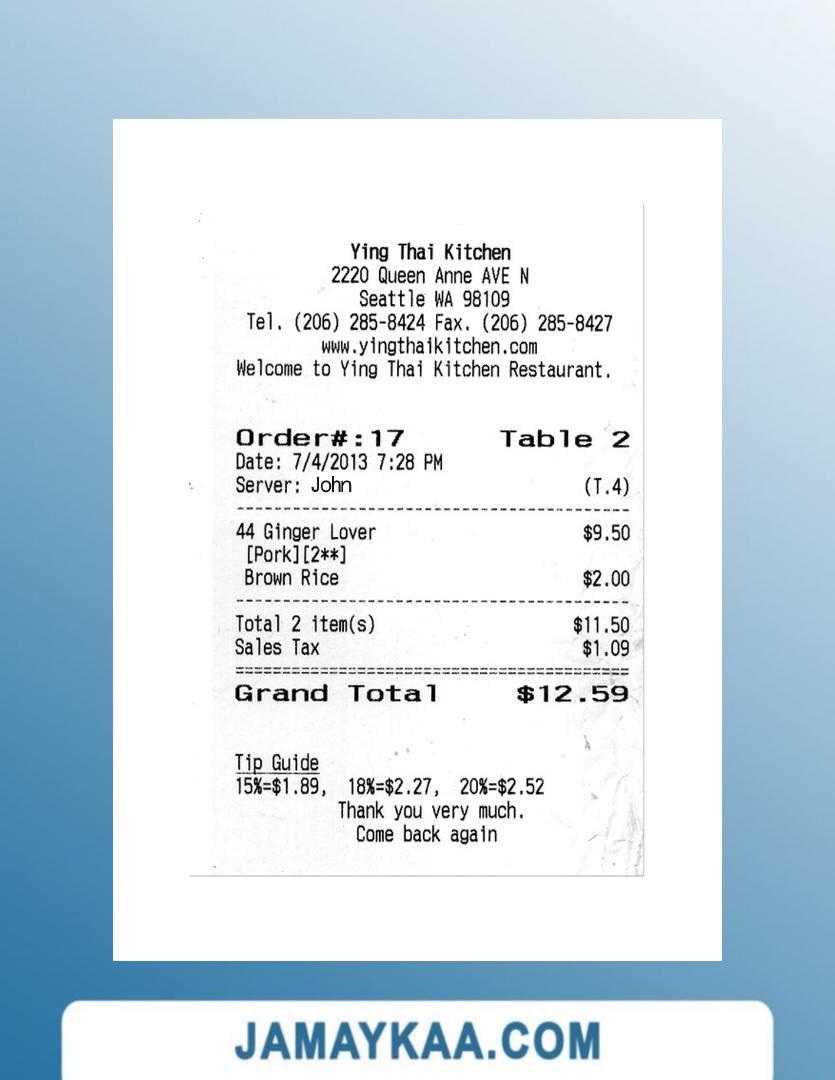 Ying Thai Kitchen
2220 Queen Anne AVE N
Seattle WA 98109
Tel. (206) 285-8424 Fax. (206) 285-8427
www.yingthaikitchen.com
Welcome to Ying Thai Kitchen Restaurant.
Order#:17 Table 2
Date: 7/4/2013 7:28 PM
Server: John (T.4)
44 Ginger Lover $9.50
[Pork][2**]
Brown Rice $2.00
Total 2 item(s) $11.50
Sales Tax $1.09
Grand Total $12.59
Tip Guide
15%=$1.89, 18%=$2.27, 20%=$2.52
Thank you very much.
Come back again
JAMAYKAA.COM